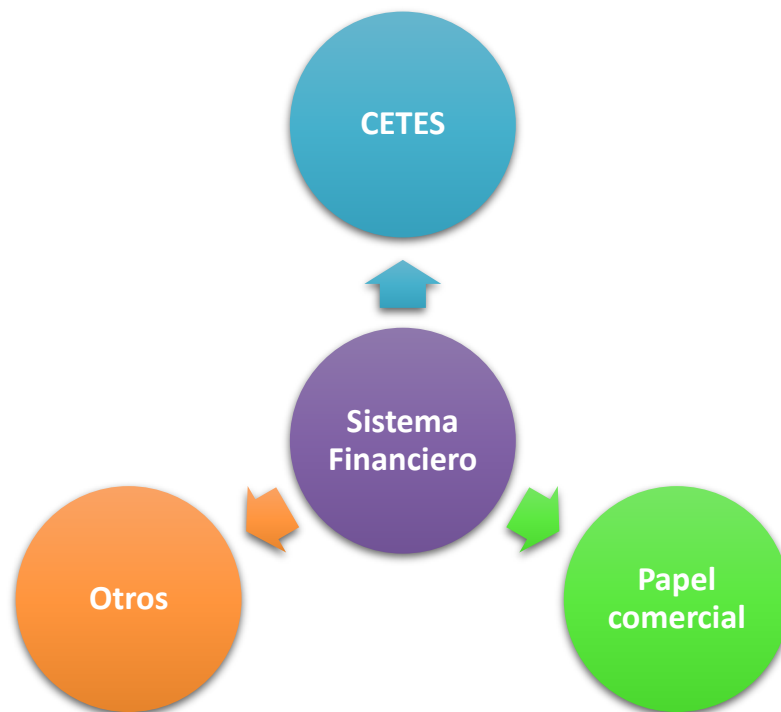 CETES
Sistema
Financiero
Otros
Papel
comercial